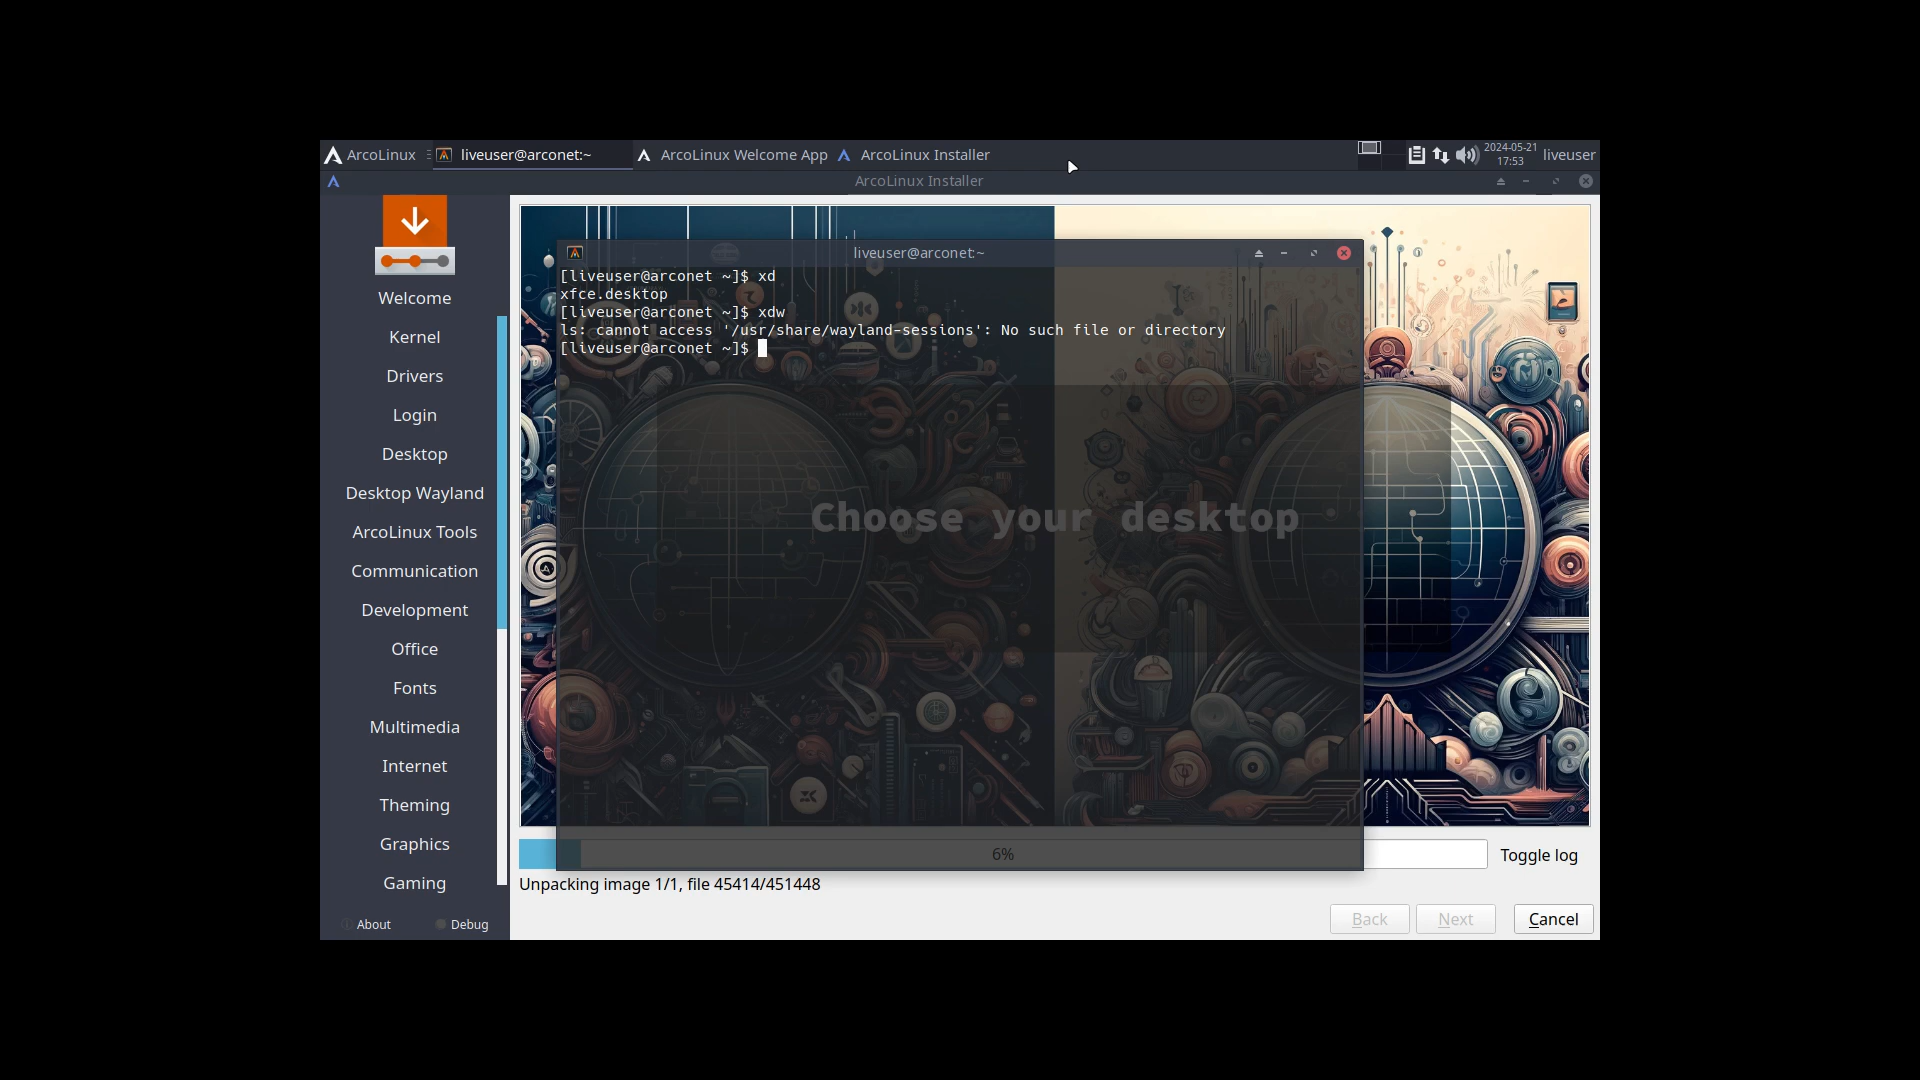 ArcoLinux
liveuser@arconet:~
ArcoLinux Welcome App
ArcoLinux Installer
2024-05-21
17:53
liveuser
ArcoLinux Installer
Welcome
Kernel
Drivers
Login
Desktop
Desktop Wayland
ArcoLinux Tools
Communication
Development
Office
Fonts
Multimedia
Internet
Theming
Graphics
Gaming
About
Debug
liveuser@arconet:~
[liveuser@arconet ~]$ xd
xfce.desktop
[liveuser@arconet ~]$ xdw
ls: cannot access '/usr/share/wayland-sessions': No such file or directory
[liveuser@arconet ~]$
Choose your desktop
6%
Toggle log
Unpacking image 1/1, file 45414/451448
Back
Next
Cancel